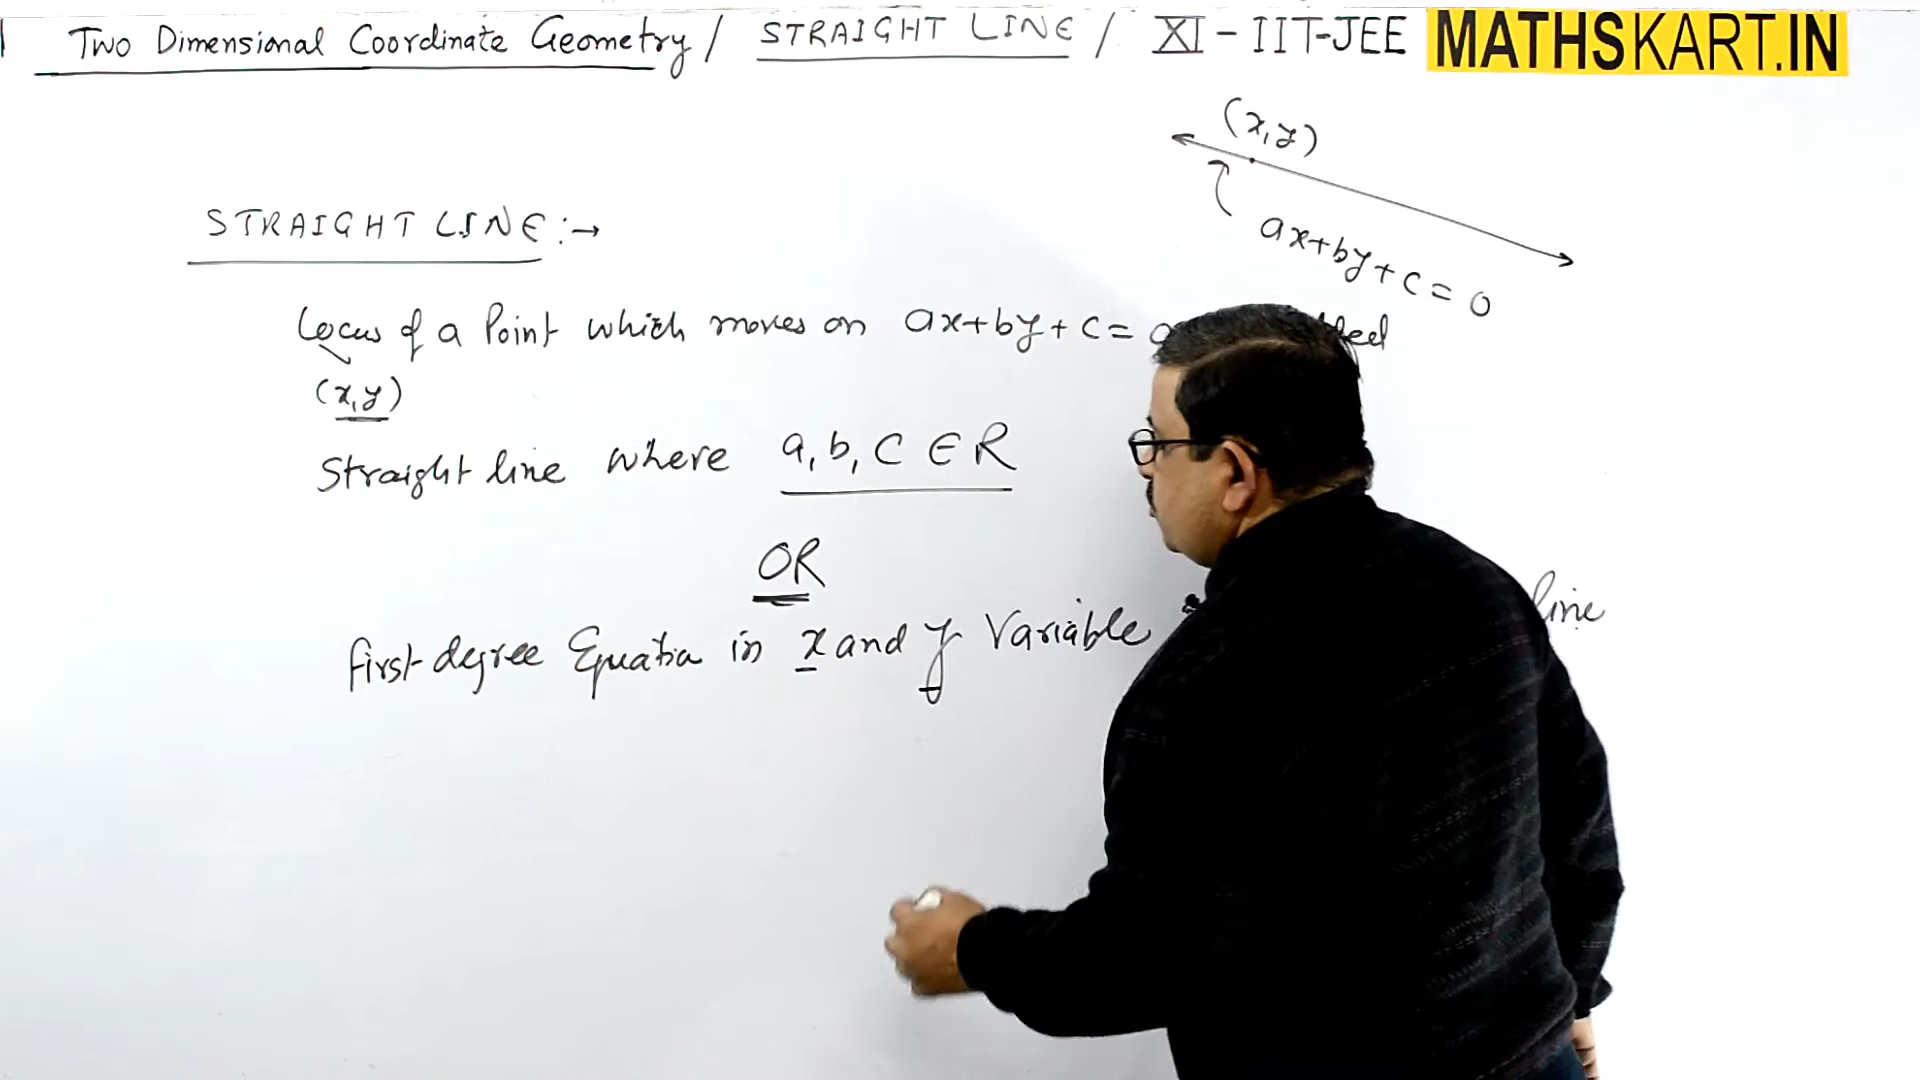 Two Dimensional Coordinate Geometry / STRAIGHT LINE / XI - IIT-JEE MATHSKART.IN
(x,y)
ax+by+c=0
STRAIGHT LINE :→
Locus of a Point which moves on ax+by+c=
(x,y)
Straight line where a,b,c ∈ R
OR
first degree Equation in x and y Variable line